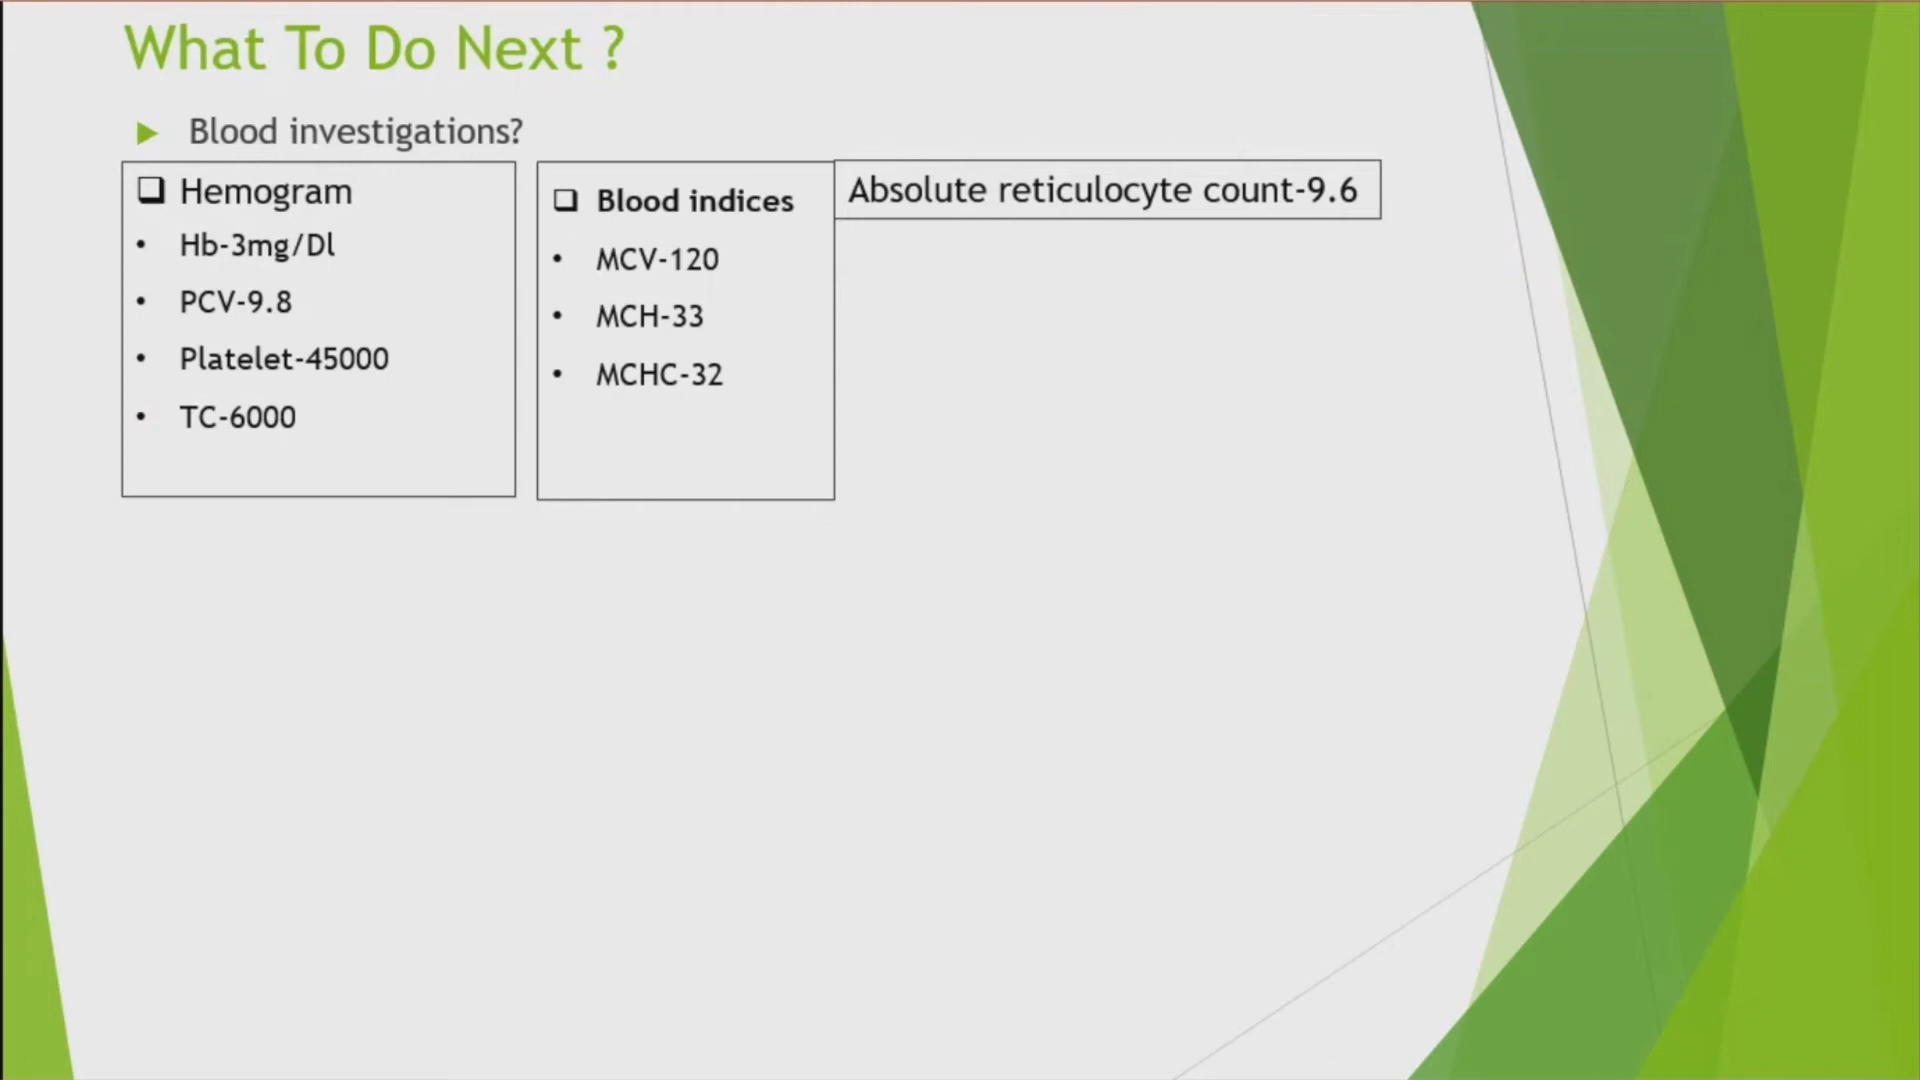 What To Do Next ?
Blood investigations?
Hemogram
Hb-3mg/Dl
PCV-9.8
Platelet-45000
TC-6000
Blood indices
MCV-120
MCH-33
MCHC-32
Absolute reticulocyte count-9.6